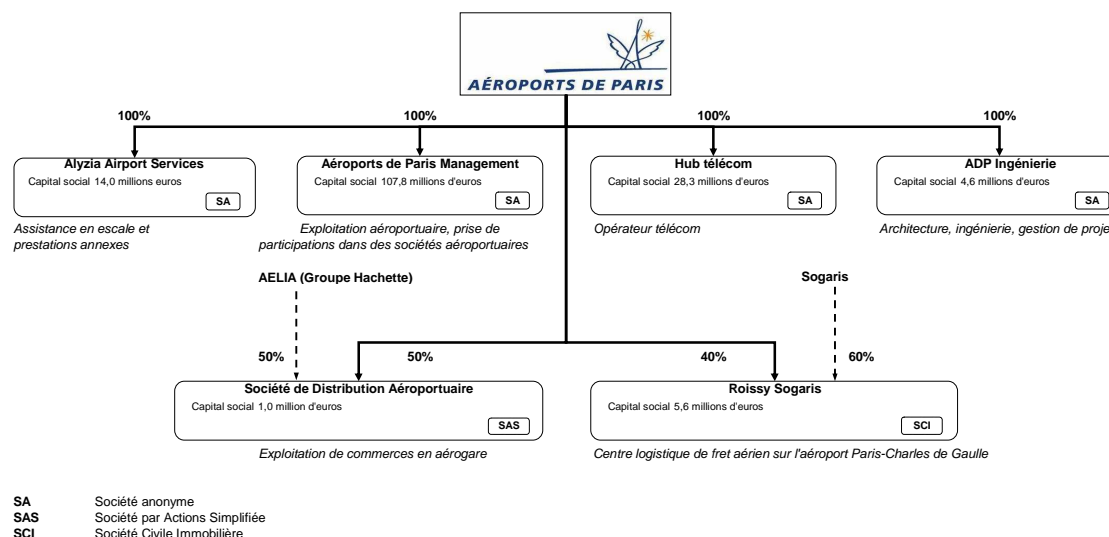 AÉROPORTS DE PARIS
100% 100% 100% 100%
Alyzia Airport Services
Capital social 14,0 millions euros
SA
Assistance en escale et
prestations annexes
Aéroports de Paris Management
Capital social 107,8 millions d'euros
SA
Exploitation aéroportuaire, prise de
participations dans des sociétés aéroportuaires
Hub télécom
Capital social 28,3 millions d'euros
SA
Opérateur télécom
ADP Ingénierie
Capital social 4,6 millions d'euros
SA
Architecture, ingénierie, gestion de proje
AELIA (Groupe Hachette)
Sogaris
50% 50% 40% 60%
Société de Distribution Aéroportuaire
Capital social 1,0 million d'euros
SAS
Exploitation de commerces en aérogare
Roissy Sogaris
Capital social 5,6 millions d'euros
SCI
Centre logistique de fret aérien sur l'aéroport Paris-Charles de Gaulle
SA Société anonyme
SAS Société par Actions Simplifiée
SCI Société Civile Immobilière